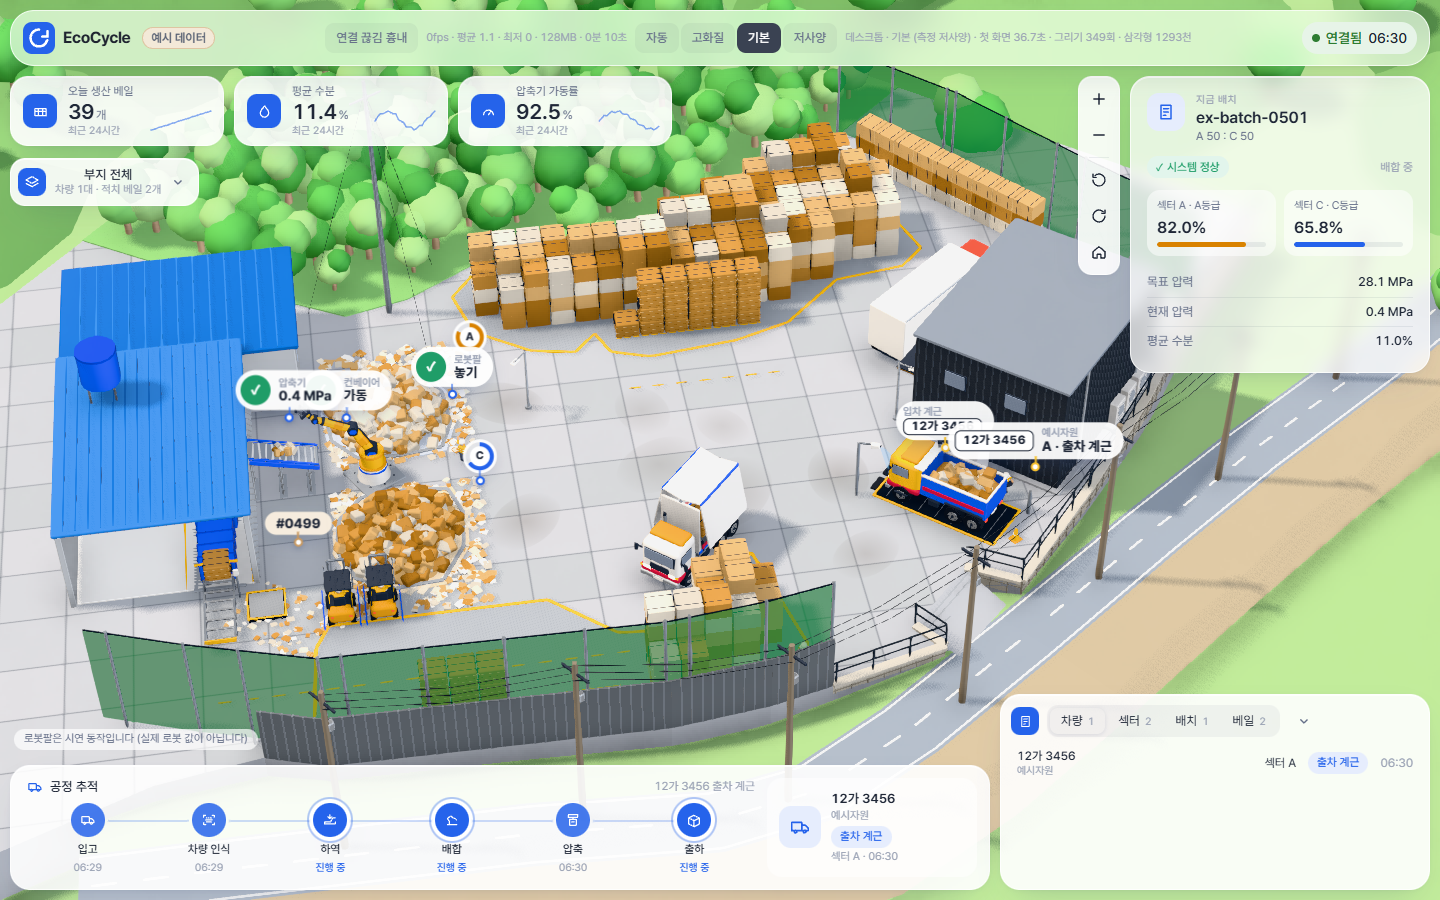 EcoCycle
예시 데이터
연결 끊김 흉내
0fps · 평균 1.1 · 최저 0 · 128MB · 0분 10초
자동
고화질
기본
저사양
데스크톱 · 기본 (측정 저사양) · 첫 화면 36.7초 · 그리기 349회 · 삼각형 1293천
연결됨 06:30
오늘 생산 베일
39개
최근 24시간
평균 수분
11.4%
최근 24시간
압축기 가동률
92.5%
최근 24시간
부지 전체
차량 1대 · 적치 베일 2개
지금 배치
ex-batch-0501
A 50 : C 50
✓ 시스템 정상
배합 중
섹터 A · A등급
82.0%
섹터 C · C등급
65.8%
목표 압력
28.1 MPa
현재 압력
0.4 MPa
평균 수분
11.0%
A
로봇팔
놓기
압축기
0.4 MPa
컨베이어
가동
C
#0499
입차 계근
12가 34
12가 3456
예시자원
A · 출차 계근
로봇팔은 시연 동작입니다 (실제 로봇 값이 아닙니다)
공정 추적
12가 3456 출차 계근
입고
06:29
차량 인식
06:29
하역
진행 중
배합
진행 중
압축
06:30
출하
진행 중
12가 3456
예시자원
출차 계근
섹터 A · 06:30
차량 1
섹터 2
배치 1
베일 2
12가 3456
예시자원
섹터 A
출차 계근
06:30